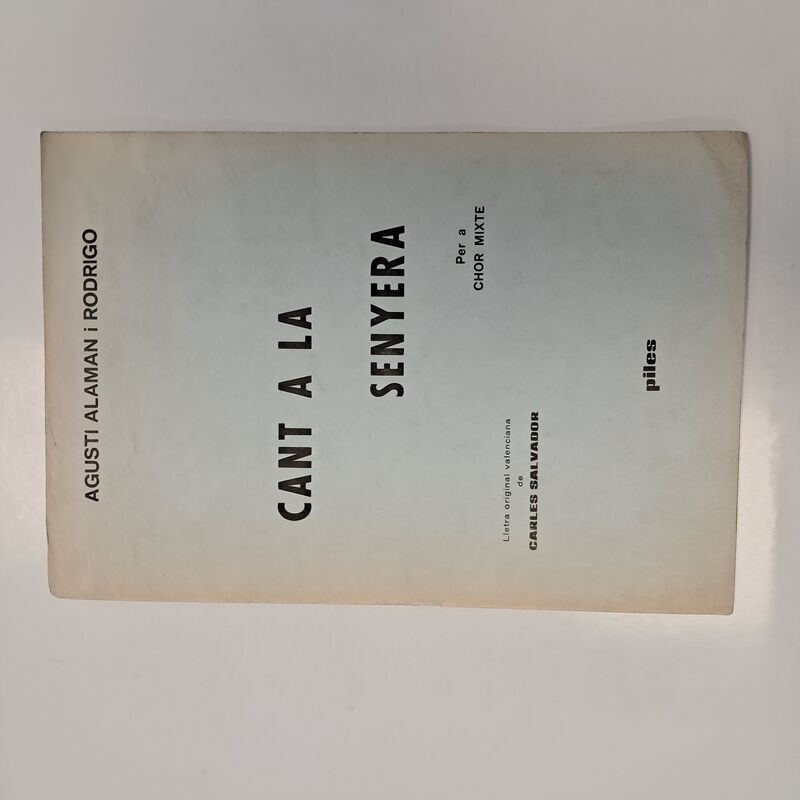 AGUSTI ALAMAN i RODRIGO
CANT A LA
SENYERA
Per a
CHOR MIXTE
Lletra original valenciana
de
CARLES SALVADOR
piles